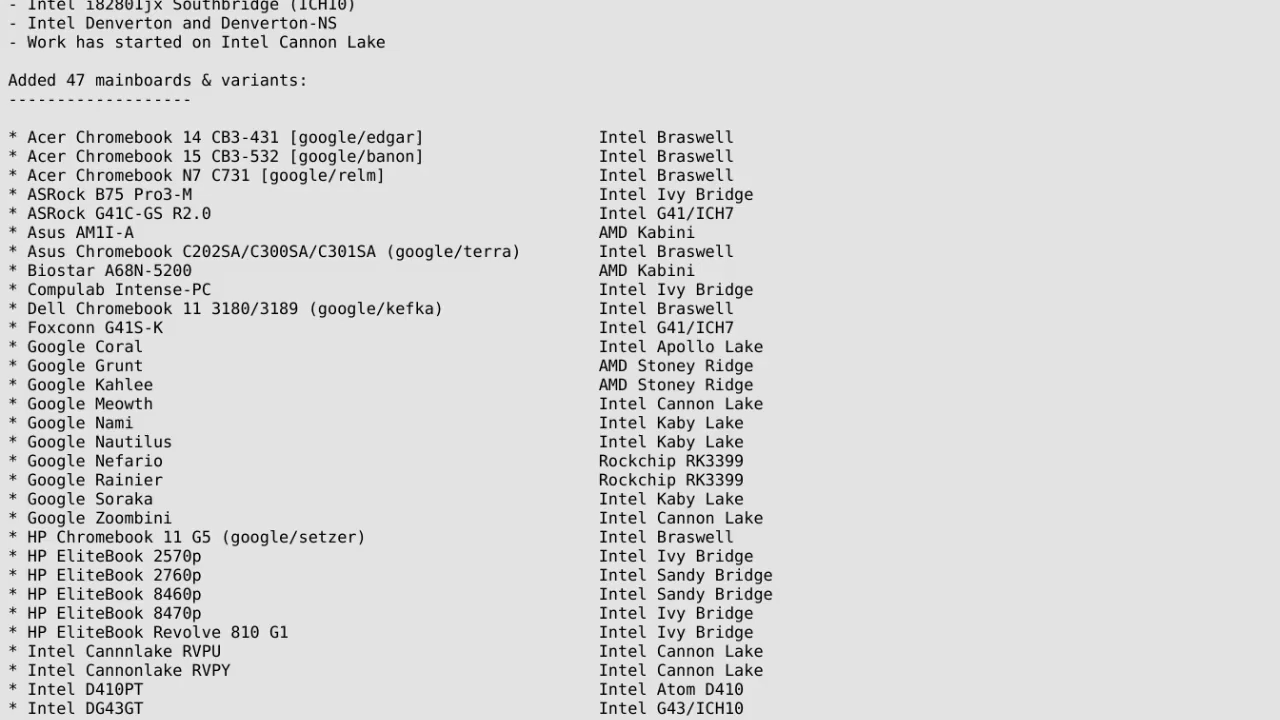 - Intel i82801jx Southbridge (ICH10)
- Intel Denverton and Denverton-NS
- Work has started on Intel Cannon Lake
Added 47 mainboards & variants:
-------------------
* Acer Chromebook 14 CB3-431 [google/edgar] Intel Braswell
* Acer Chromebook 15 CB3-532 [google/banon] Intel Braswell
* Acer Chromebook N7 C731 [google/relm] Intel Braswell
* ASRock B75 Pro3-M Intel Ivy Bridge
* ASRock G41C-GS R2.0 Intel G41/ICH7
* Asus AM1I-A AMD Kabini
* Asus Chromebook C202SA/C300SA/C301SA (google/terra) Intel Braswell
* Biostar A68N-5200 AMD Kabini
* Compulab Intense-PC Intel Ivy Bridge
* Dell Chromebook 11 3180/3189 (google/kefka) Intel Braswell
* Foxconn G41S-K Intel G41/ICH7
* Google Coral Intel Apollo Lake
* Google Grunt AMD Stoney Ridge
* Google Kahlee AMD Stoney Ridge
* Google Meowth Intel Cannon Lake
* Google Nami Intel Kaby Lake
* Google Nautilus Intel Kaby Lake
* Google Nefario Rockchip RK3399
* Google Rainier Rockchip RK3399
* Google Soraka Intel Kaby Lake
* Google Zoombini Intel Cannon Lake
* HP Chromebook 11 G5 (google/setzer) Intel Braswell
* HP EliteBook 2570p Intel Ivy Bridge
* HP EliteBook 2760p Intel Sandy Bridge
* HP EliteBook 8460p Intel Sandy Bridge
* HP EliteBook 8470p Intel Ivy Bridge
* HP EliteBook Revolve 810 G1 Intel Ivy Bridge
* Intel Cannnlake RVPU Intel Cannon Lake
* Intel Cannonlake RVPY Intel Cannon Lake
* Intel D410PT Intel Atom D410
* Intel DG43GT Intel G43/ICH10